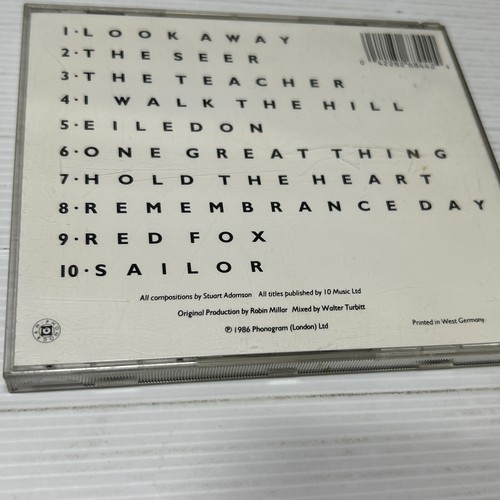 1·LOOK AWAY
2·THE SEER
3·THE TEACHER
4·I WALK THE HILL
5·EILEDON
6·ONE GREAT THING
7·HOLD THE HEART
8·REMEMBRANCE DAY
9·RED FOX
10·SAILOR
All compositions by Stuart Adamson All titles published by 10 Music Ltd
Original Production by Robin Millar Mixed by Walter Turbitt
℗ 1986 Phonogram (London) Ltd
Printed in West Germany